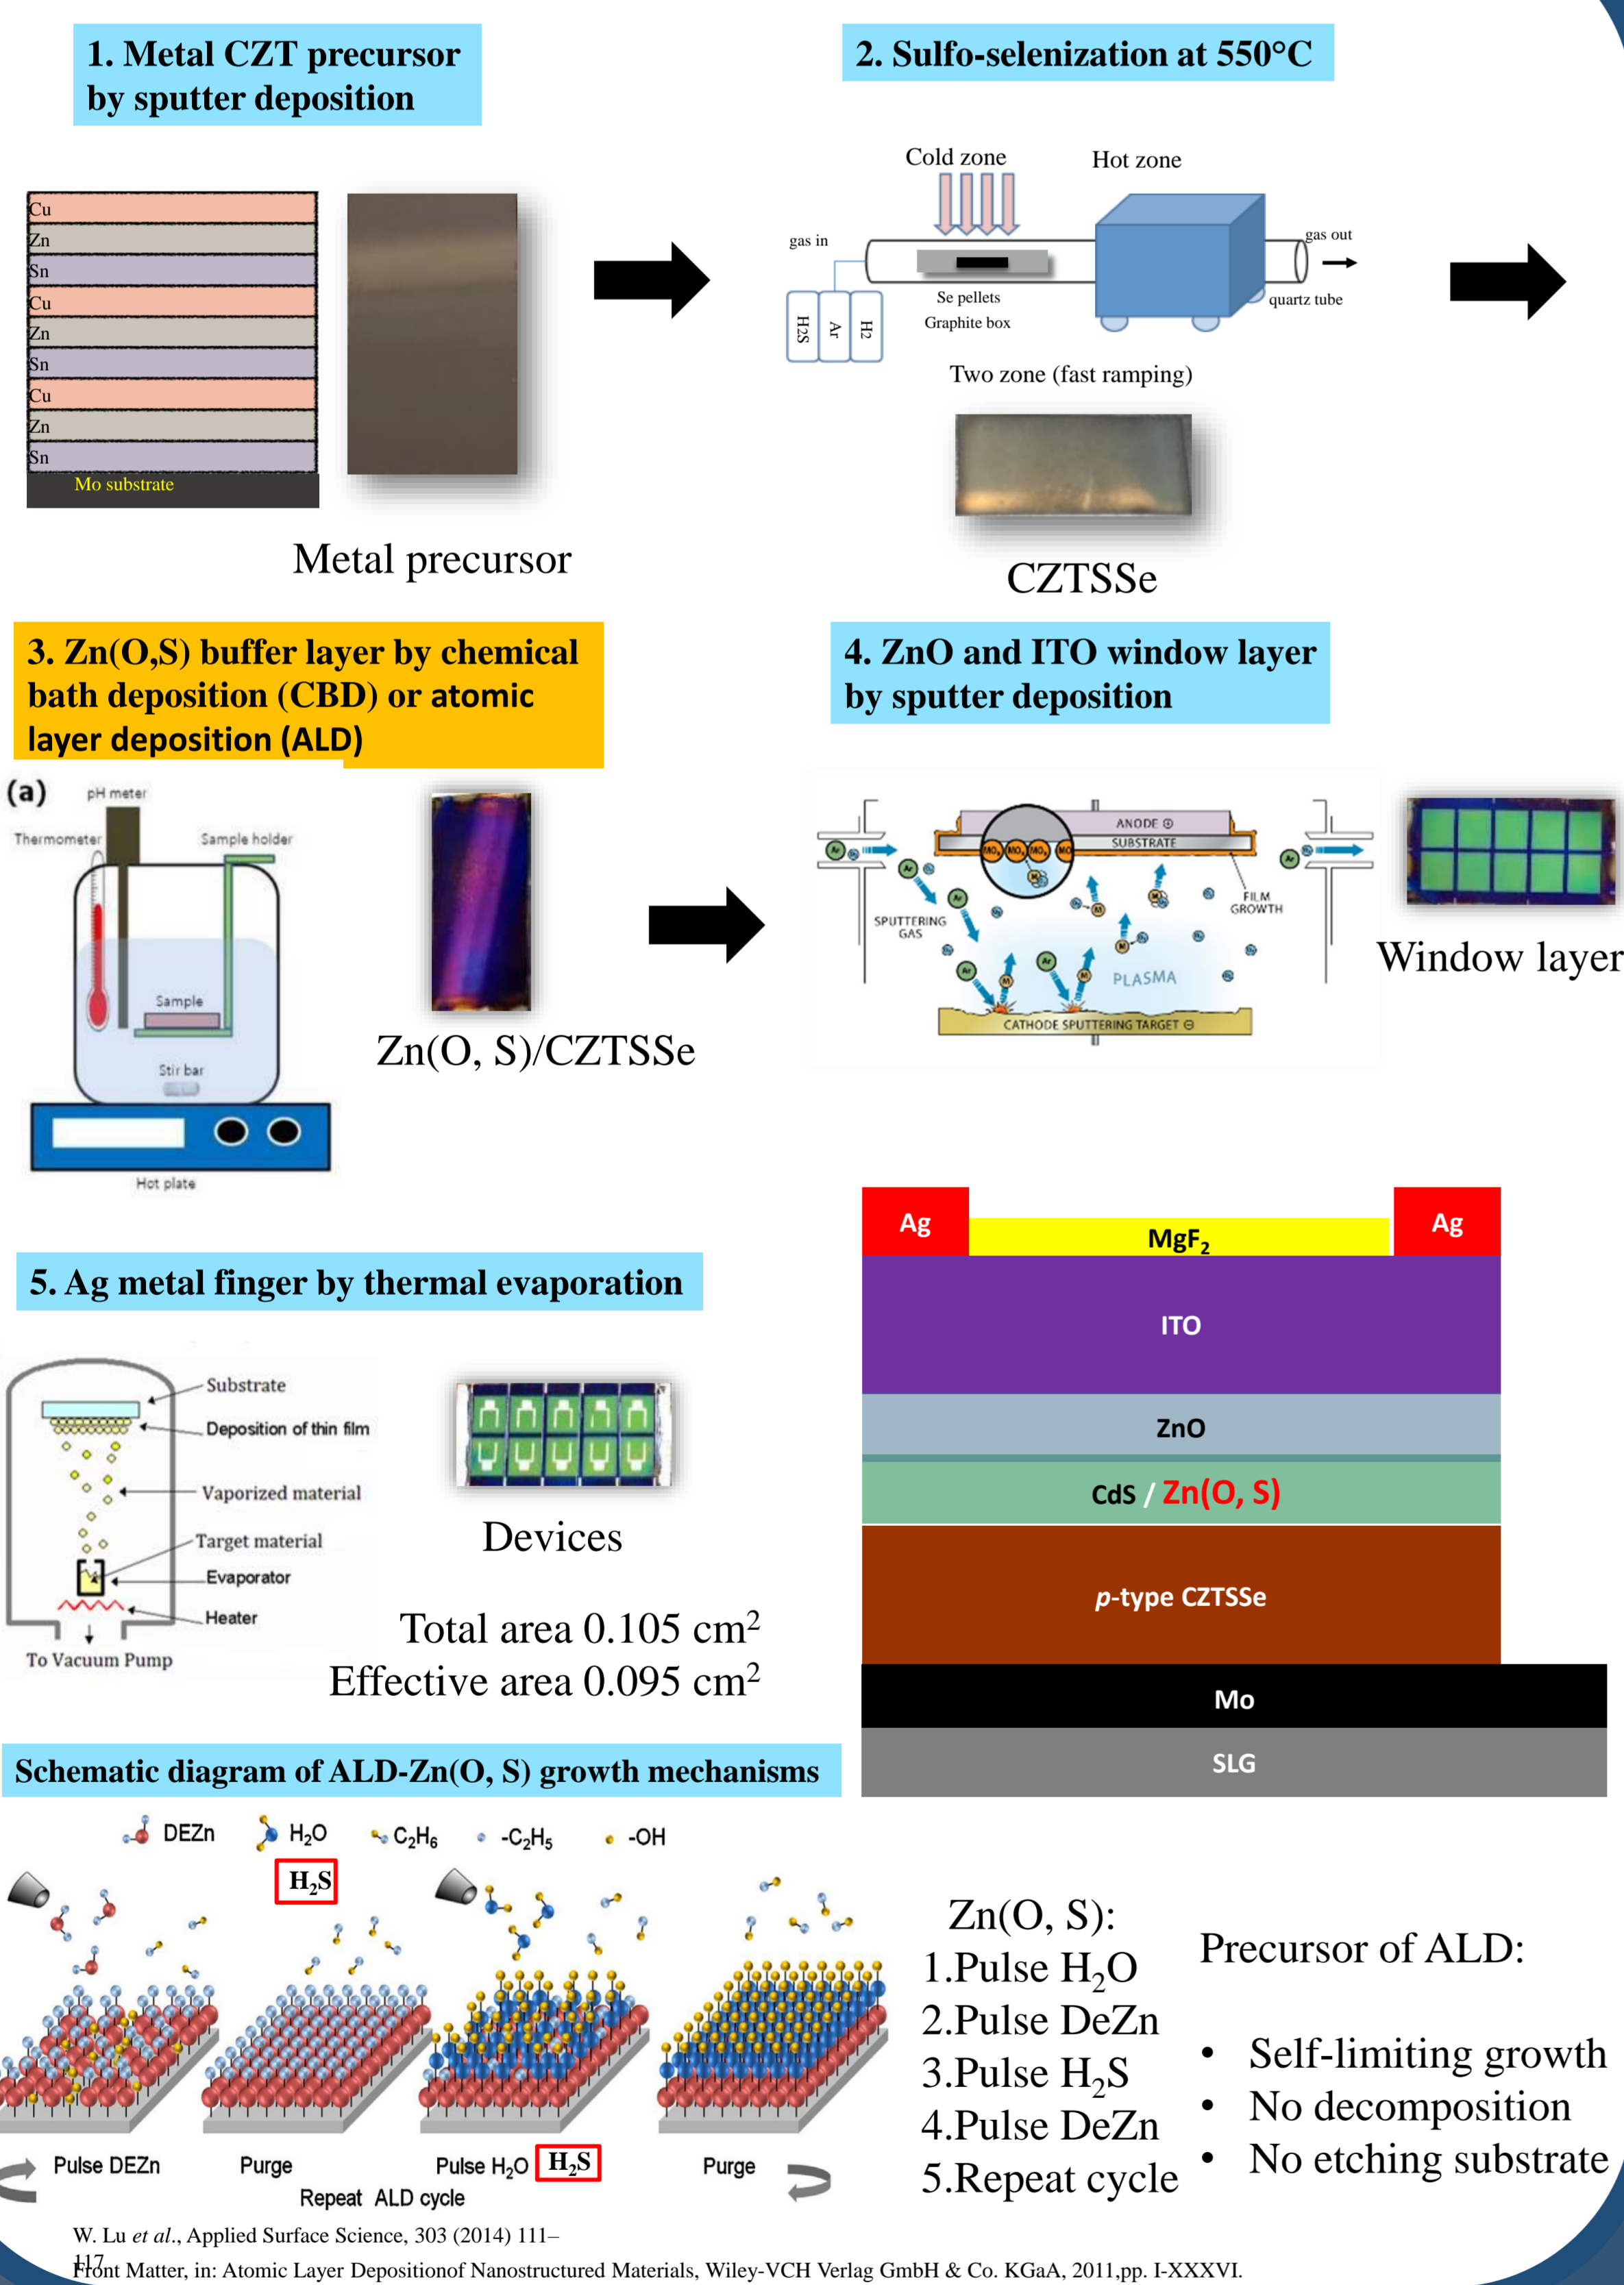 1. Metal CZT precursor
by sputter deposition
2. Sulfo-selenization at 550°C
Cu
Zn
Sn
Cu
Zn
Sn
Cu
Zn
Sn
Mo substrate
Metal precursor
Cold zone
Hot zone
gas in
gas out
H2S
Ar
H2
Se pellets
Graphite box
quartz tube
Two zone (fast ramping)
CZTSSe
3. Zn(O,S) buffer layer by chemical
bath deposition (CBD) or atomic
layer deposition (ALD)
4. ZnO and ITO window layer
by sputter deposition
(a)
pH meter
Thermometer
Sample holder
Sample
Stir bar
Hot plate
Zn(O, S)/CZTSSe
ANODE ⊕
SUBSTRATE
Ar
Ar
Ar
FILM
GROWTH
SPUTTERING
GAS
Ar
Ar
Ar
M
M
M
M
PLASMA
CATHODE SPUTTERING TARGET ⊖
Window layer
5. Ag metal finger by thermal evaporation
Substrate
Deposition of thin film
Vaporized material
Target material
Evaporator
Heater
To Vacuum Pump
Devices
Total area 0.105 cm²
Effective area 0.095 cm²
Ag
MgF₂
Ag
ITO
ZnO
CdS / Zn(O, S)
p-type CZTSSe
Mo
SLG
Schematic diagram of ALD-Zn(O, S) growth mechanisms
DEZn
H₂O
C₂H₆
-C₂H₅
-OH
H₂S
Pulse DEZn
Purge
Pulse H₂O
H₂S
Purge
Repeat ALD cycle
Zn(O, S):
1.Pulse H₂O
2.Pulse DeZn
3.Pulse H₂S
4.Pulse DeZn
5.Repeat cycle
Precursor of ALD:
• Self-limiting growth
• No decomposition
• No etching substrate
W. Lu et al., Applied Surface Science, 303 (2014) 111–
117
Front Matter, in: Atomic Layer Depositionof Nanostructured Materials, Wiley-VCH Verlag GmbH & Co. KGaA, 2011,pp. I-XXXVI.